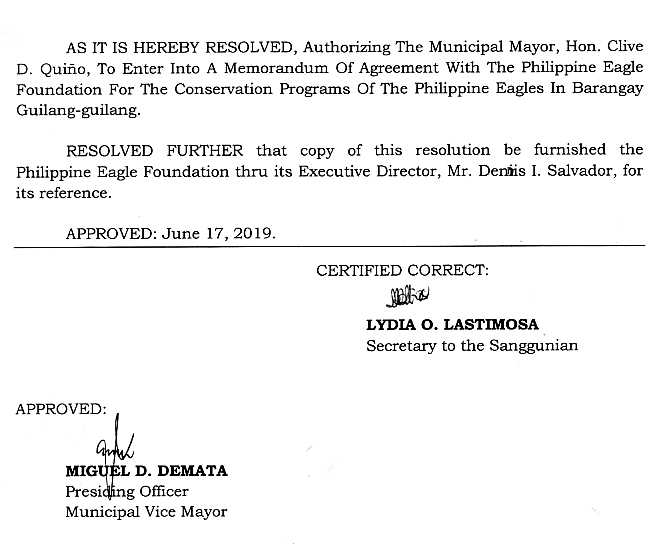 AS IT IS HEREBY RESOLVED, Authorizing The Municipal Mayor, Hon. Clive
D. Quiño, To Enter Into A Memorandum Of Agreement With The Philippine Eagle
Foundation For The Conservation Programs Of The Philippine Eagles In Barangay
Guilang-guilang.
RESOLVED FURTHER that copy of this resolution be furnished the
Philippine Eagle Foundation thru its Executive Director, Mr. Dennis I. Salvador, for
its reference.
APPROVED: June 17, 2019.
CERTIFIED CORRECT:
LYDIA O. LASTIMOSA
Secretary to the Sanggunian
APPROVED:
MIGUEL D. DEMATA
Presiding Officer
Municipal Vice Mayor